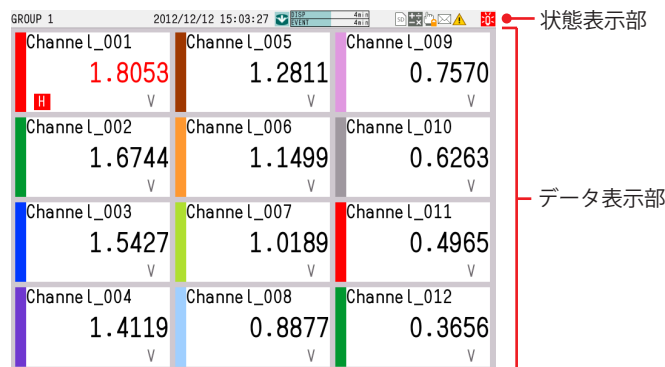 GROUP 1 2012/12/12 15:03:27 DISP 4min 状態表示部
EVENT 4min
SD
Channel_001 Channel_005 Channel_009
1.8053 1.2811 0.7570
H V V V
Channel_002 Channel_006 Channel_010
1.6744 1.1499 0.6263
V V V
データ表示部
Channel_003 Channel_007 Channel_011
1.5427 1.0189 0.4965
V V V
Channel_004 Channel_008 Channel_012
1.4119 0.8877 0.3656
V V V